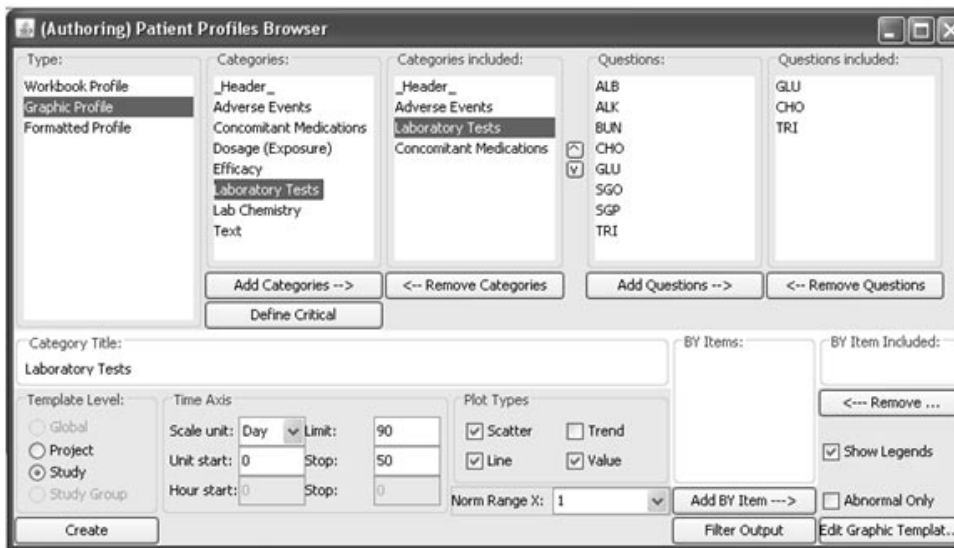 (Authoring) Patient Profiles Browser
Type:
Workbook Profile
Graphic Profile
Formatted Profile
Categories:
_Header_
Adverse Events
Concomitant Medications
Dosage (Exposure)
Efficacy
Laboratory Tests
Lab Chemistry
Text
Add Categories -->
Define Critical
Categories included:
_Header_
Adverse Events
Laboratory Tests
Concomitant Medications
<-- Remove Categories
Questions:
ALB
ALK
BUN
CHO
GLU
SGO
SGP
TRI
Add Questions -->
Questions included:
GLU
CHO
TRI
<-- Remove Questions
Category Title:
Laboratory Tests
Template Level:
Global
Project
Study
Study Group
Create
Time Axis
Scale unit: Day Limit: 90
Unit start: 0 Stop: 50
Hour start: 0 Stop: 0
Plot Types
Scatter Trend
Line Value
Norm Range X: 1
BY Items:
Add BY Item --->
Filter Output
BY Item Included:
<--- Remove ...
Show Legends
Abnormal Only
Edit Graphic Templat...